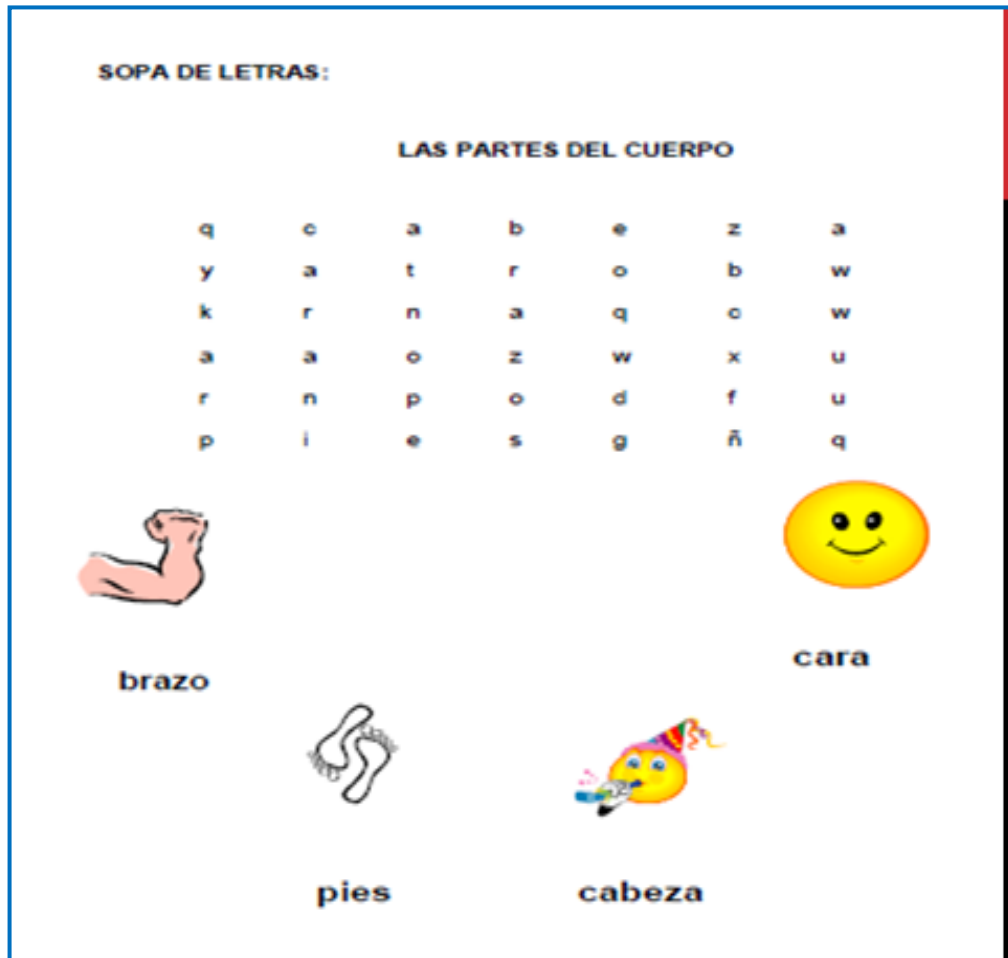 SOPA DE LETRAS:
LAS PARTES DEL CUERPO
q c a b e z a
y a t r o b w
k r n a q c w
a a o z w x u
r n p o d f u
p i e s g ñ q
cara
brazo
pies cabeza